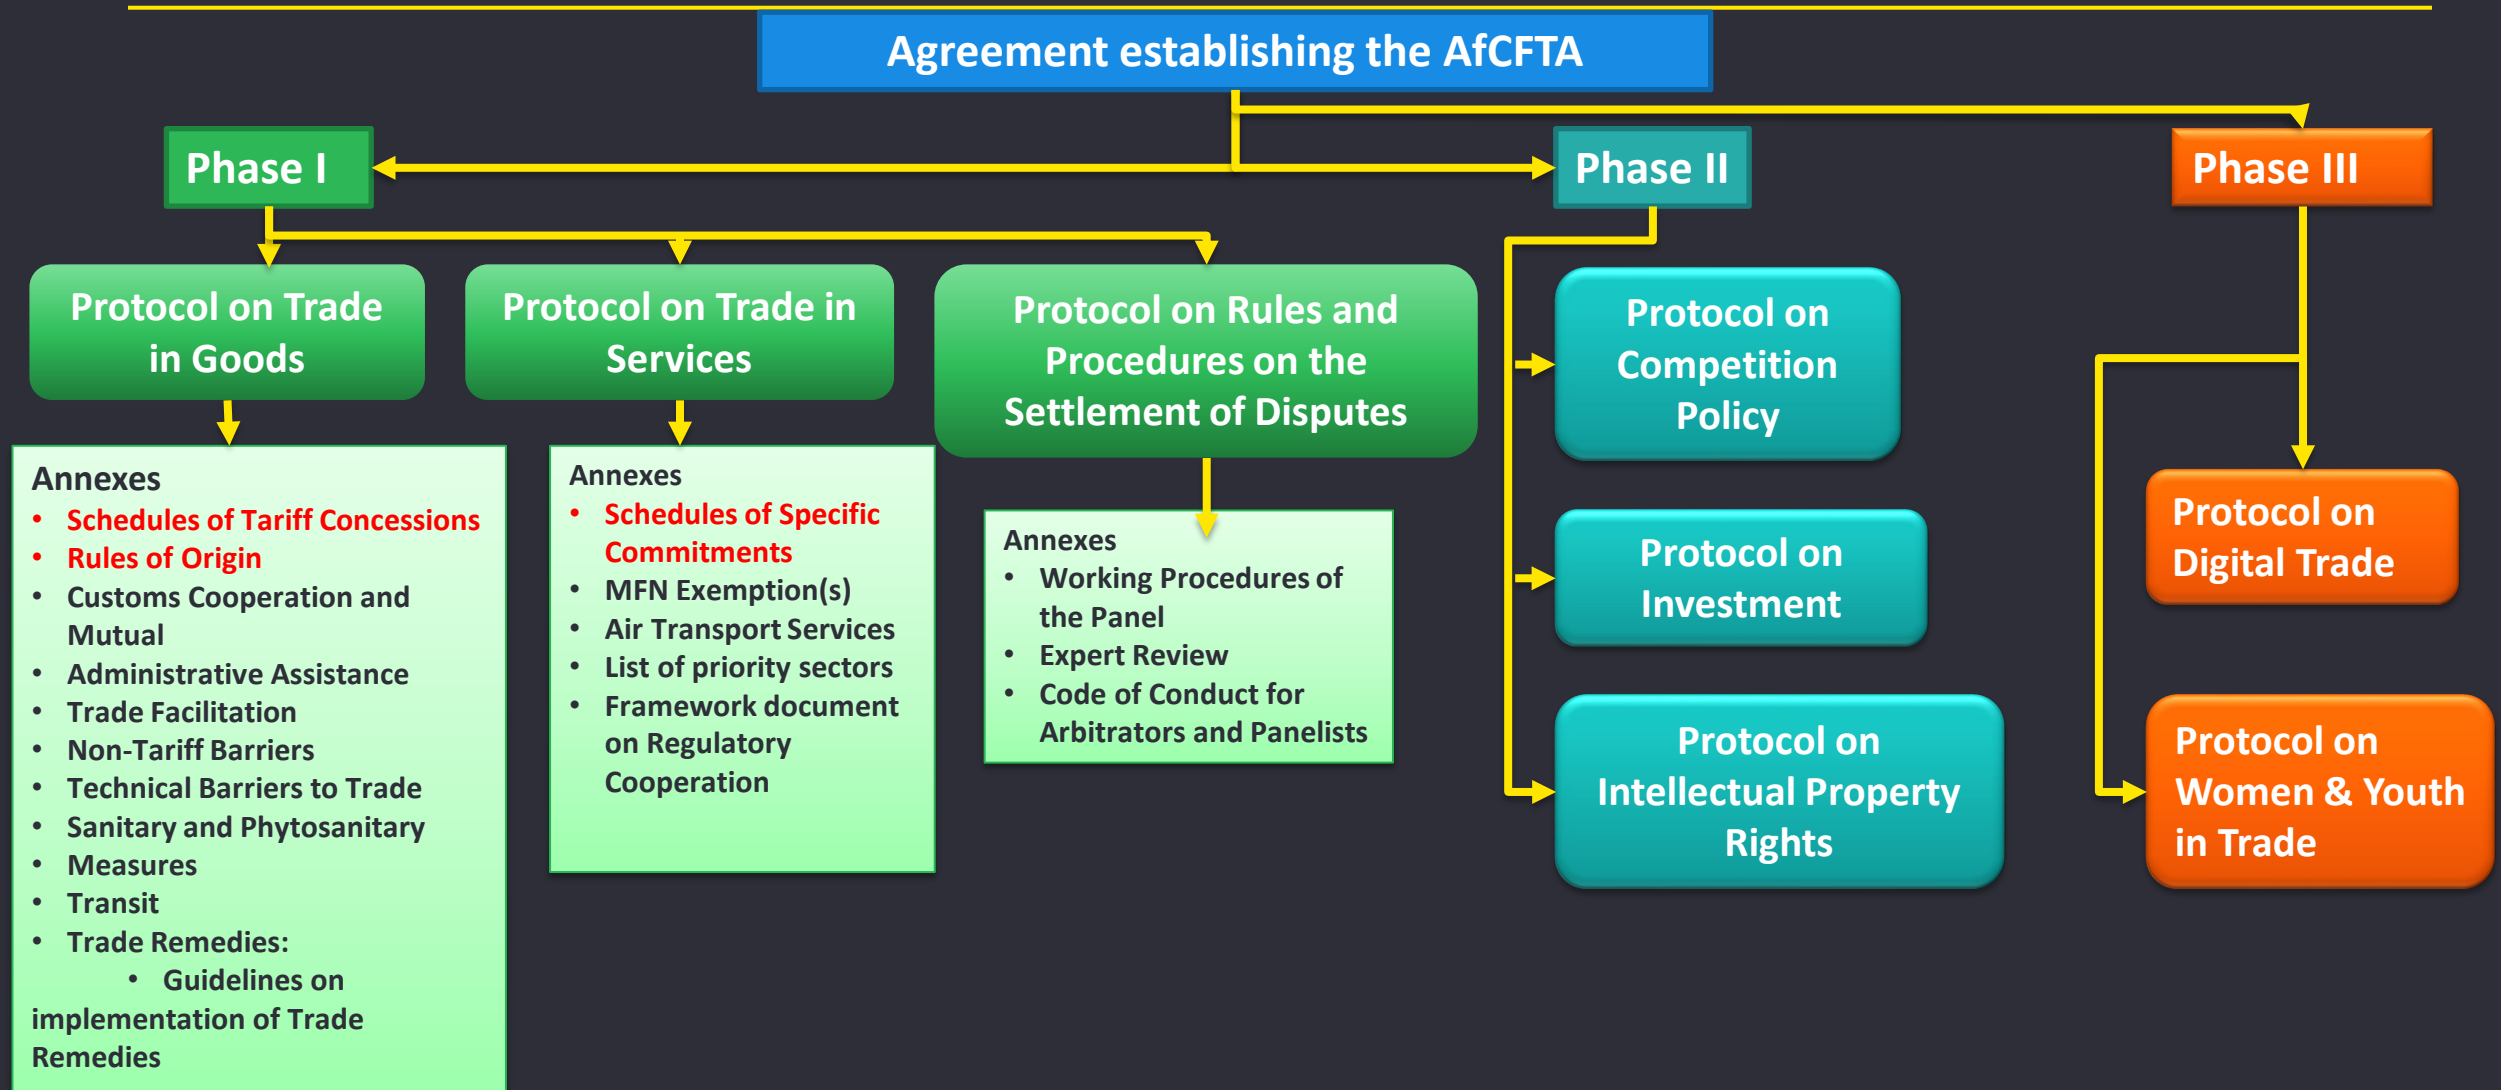 Agreement establishing the AfCFTA
Phase I
Phase II
Phase III
Protocol on Trade
in Goods
Protocol on Trade in
Services
Protocol on Rules and
Procedures on the
Settlement of Disputes
Annexes
• Schedules of Tariff Concessions
• Rules of Origin
• Customs Cooperation and
Mutual
• Administrative Assistance
• Trade Facilitation
• Non-Tariff Barriers
• Technical Barriers to Trade
• Sanitary and Phytosanitary
• Measures
• Transit
• Trade Remedies:
• Guidelines on
implementation of Trade
Remedies
Annexes
• Schedules of Specific
Commitments
• MFN Exemption(s)
• Air Transport Services
• List of priority sectors
• Framework document
on Regulatory
Cooperation
Annexes
• Working Procedures of
the Panel
• Expert Review
• Code of Conduct for
Arbitrators and Panelists
Protocol on
Competition
Policy
Protocol on
Investment
Protocol on
Intellectual Property
Rights
Protocol on
Digital Trade
Protocol on
Women & Youth
in Trade